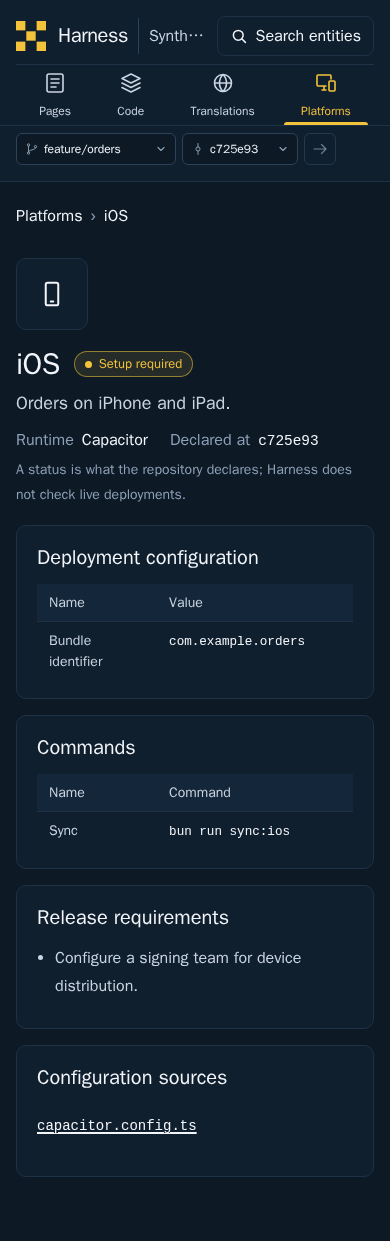 Harness
Synth···
Search entities
Pages
Code
Translations
Platforms
feature/orders
c725e93
Platforms › iOS
iOS
Setup required
Orders on iPhone and iPad.
Runtime Capacitor Declared at c725e93
A status is what the repository declares; Harness does
not check live deployments.
Deployment configuration
Name Value
Bundle
identifier
com.example.orders
Commands
Name Command
Sync bun run sync:ios
Release requirements
• Configure a signing team for device
distribution.
Configuration sources
capacitor.config.ts